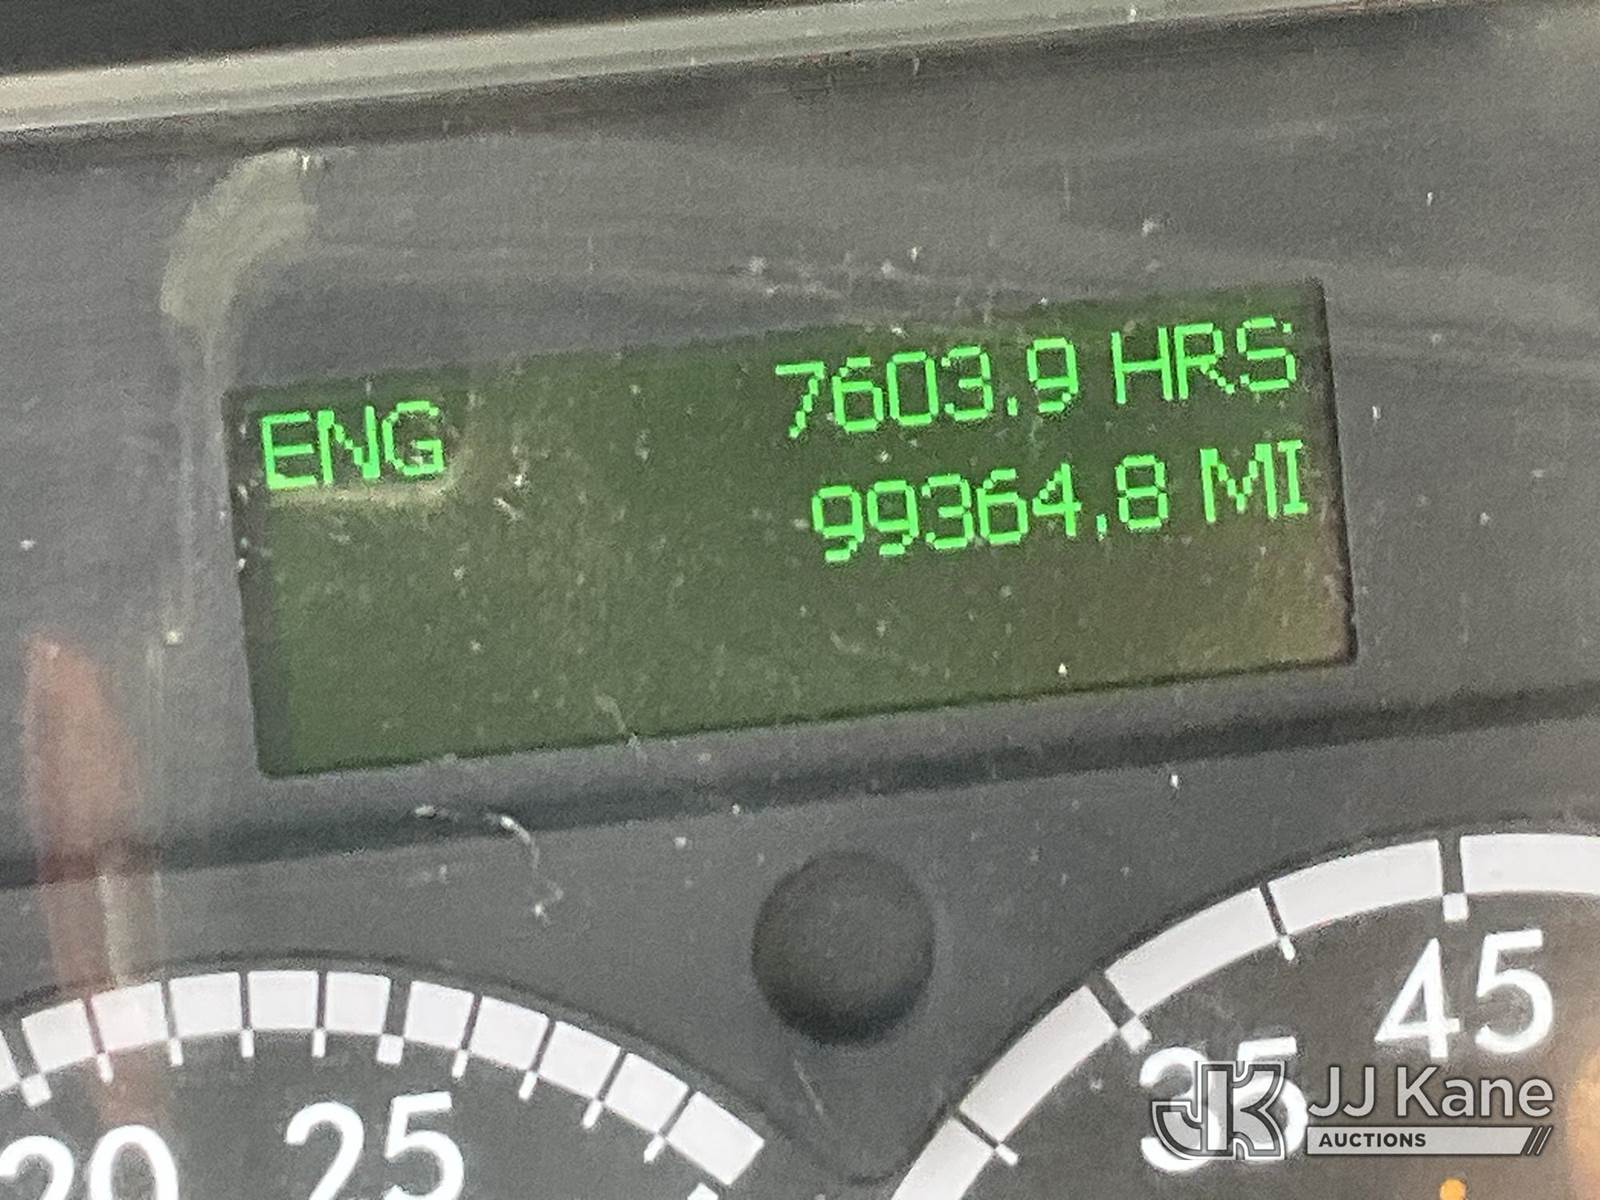 ENG 7603.9 HRS
99364.8 MI
20 25 35 45
JJ Kane
AUCTIONS